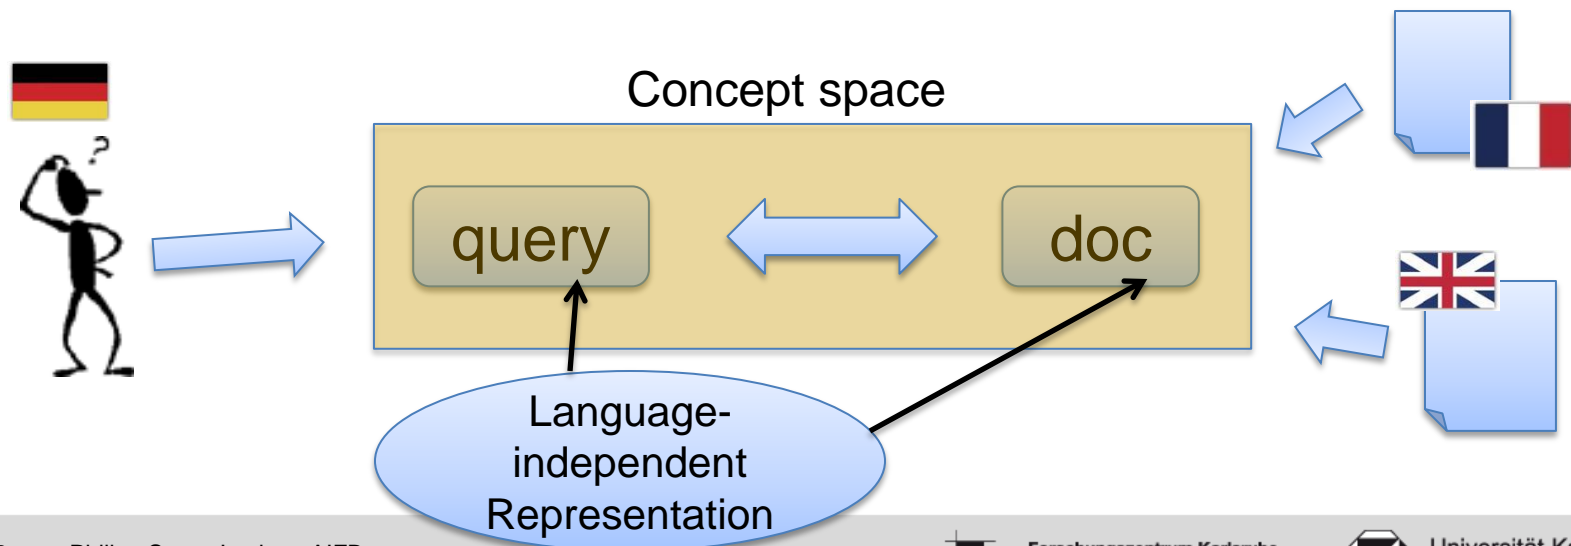 Concept space
?
query
doc
Language-
independent
Representation